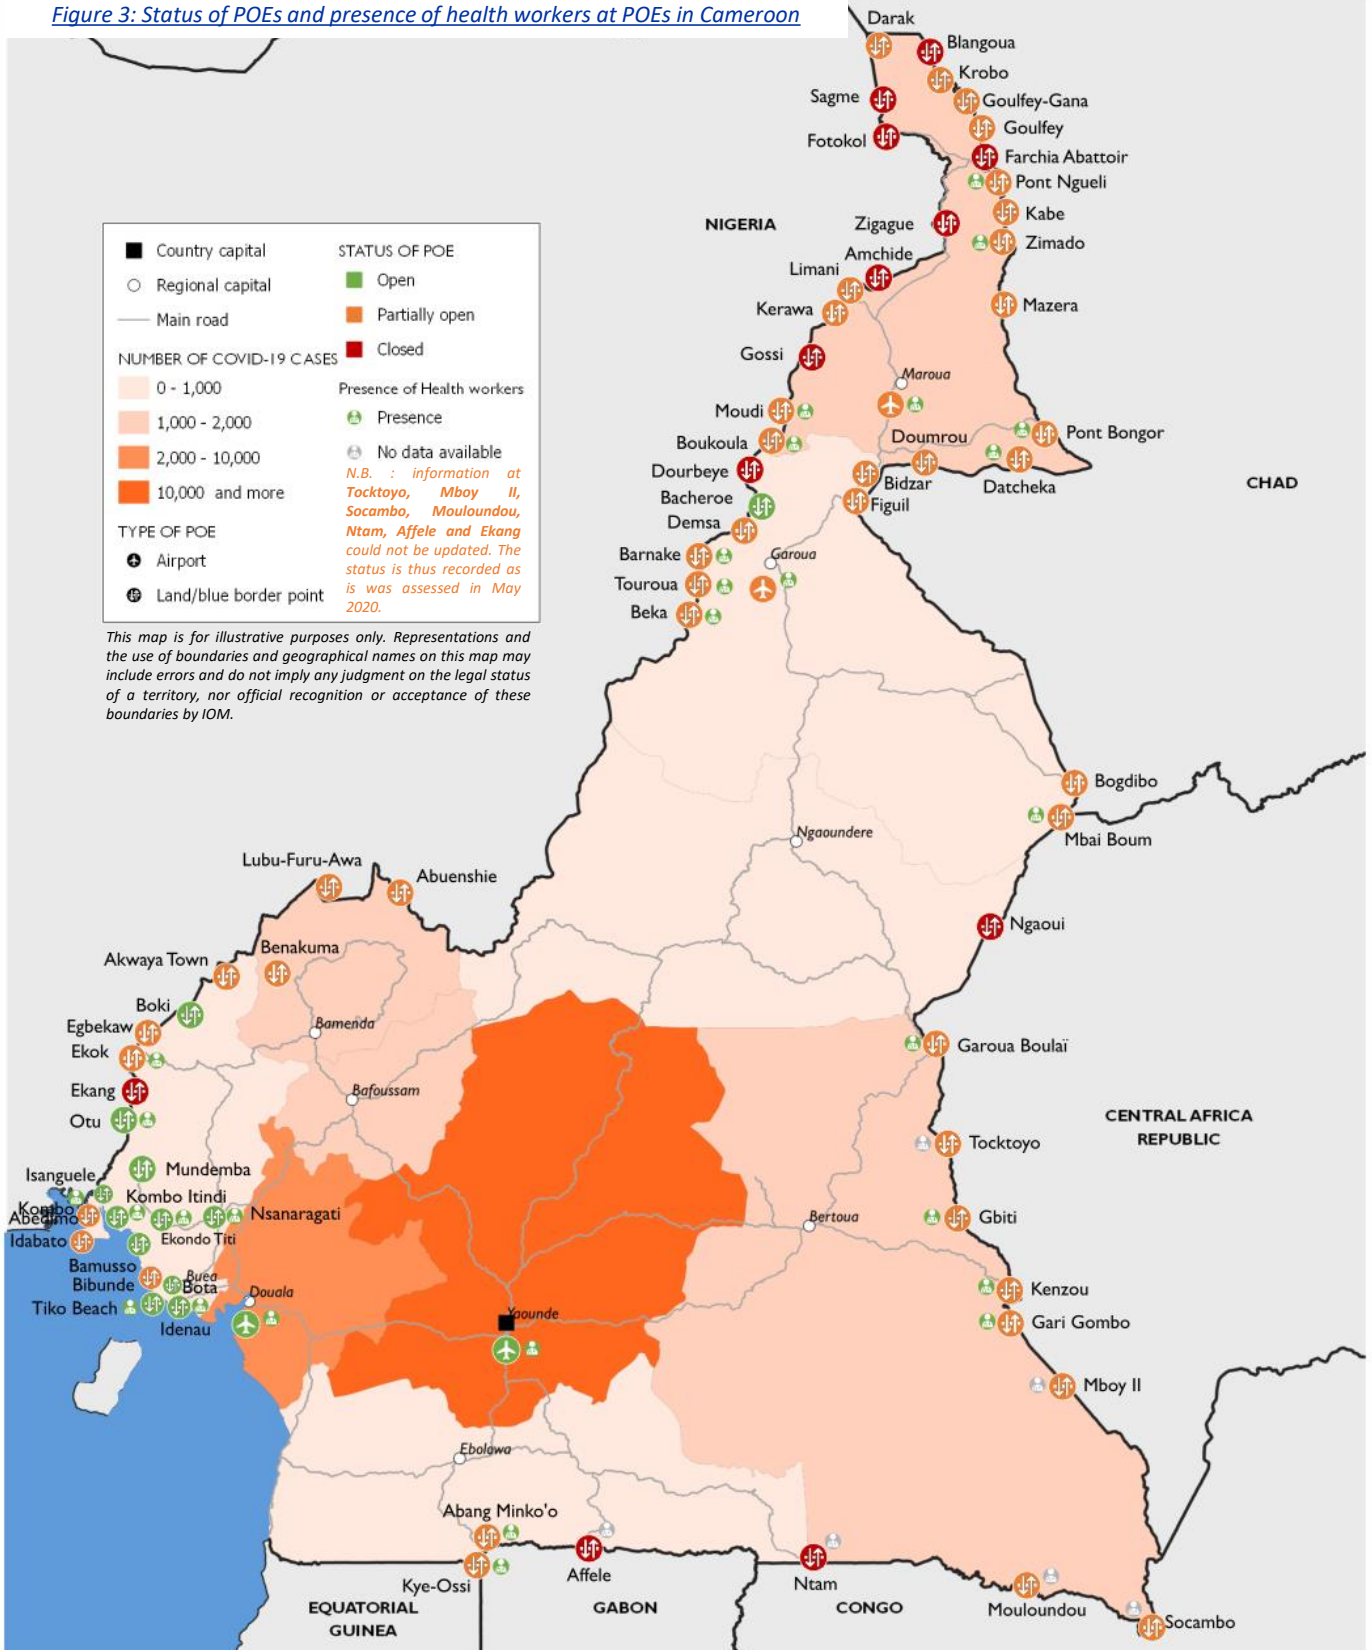 Figure 3: Status of POEs and presence of health workers at POEs in Cameroon
Darak
Blangoua
Krobo
Sagme
Goulfey-Gana
Goulfey
Fotokol
Farchia Abattoir
Pont Ngueli
Kabe
NIGERIA
Zigague
Zimado
Amchide
Limani
Kerawa
Mazera
Gossi
Maroua
Moudi
Doumrou
Pont Bongor
Boukoula
Dourbeye
Bidzar
Datcheka
CHAD
Bacheroe
Figuil
Demsa
Barnake
Garoua
Touroua
Beka
Country capital
Regional capital
Main road
NUMBER OF COVID-19 CASES
0 - 1,000
1,000 - 2,000
2,000 - 10,000
10,000 and more
TYPE OF POE
Airport
Land/blue border point
STATUS OF POE
Open
Partially open
Closed
Presence of Health workers
Presence
No data available
N.B. : information at
Tocktoyo, Mboy II,
Socambo, Mouloundou,
Ntam, Affele and Ekang
could not be updated. The
status is thus recorded as
is was assessed in May
2020.
This map is for illustrative purposes only. Representations and
the use of boundaries and geographical names on this map may
include errors and do not imply any judgment on the legal status
of a territory, nor official recognition or acceptance of these
boundaries by IOM.
Bogdibo
Mbai Boum
Ngaoundere
Lubu-Furu-Awa
Abuenshie
Ngaoui
Benakuma
Akwaya Town
Boki
Egbekaw
Bamenda
Ekok
Garoua Boulaï
Ekang
Bafoussam
Otu
CENTRAL AFRICA
REPUBLIC
Tocktoyo
Mundemba
Isanguele
Kombo Itindi
Kombo
Abedimo
Nsanaragati
Bertoua
Gbiti
Idabato
Ekondo Titi
Bamusso
Bibunde
Buea
Bota
Douala
Kenzou
Tiko Beach
Idenau
Yaounde
Gari Gombo
Mboy II
Ebolowa
Abang Minko'o
Kye-Ossi
Affele
Ntam
Mouloundou
Socambo
EQUATORIAL
GUINEA
GABON
CONGO